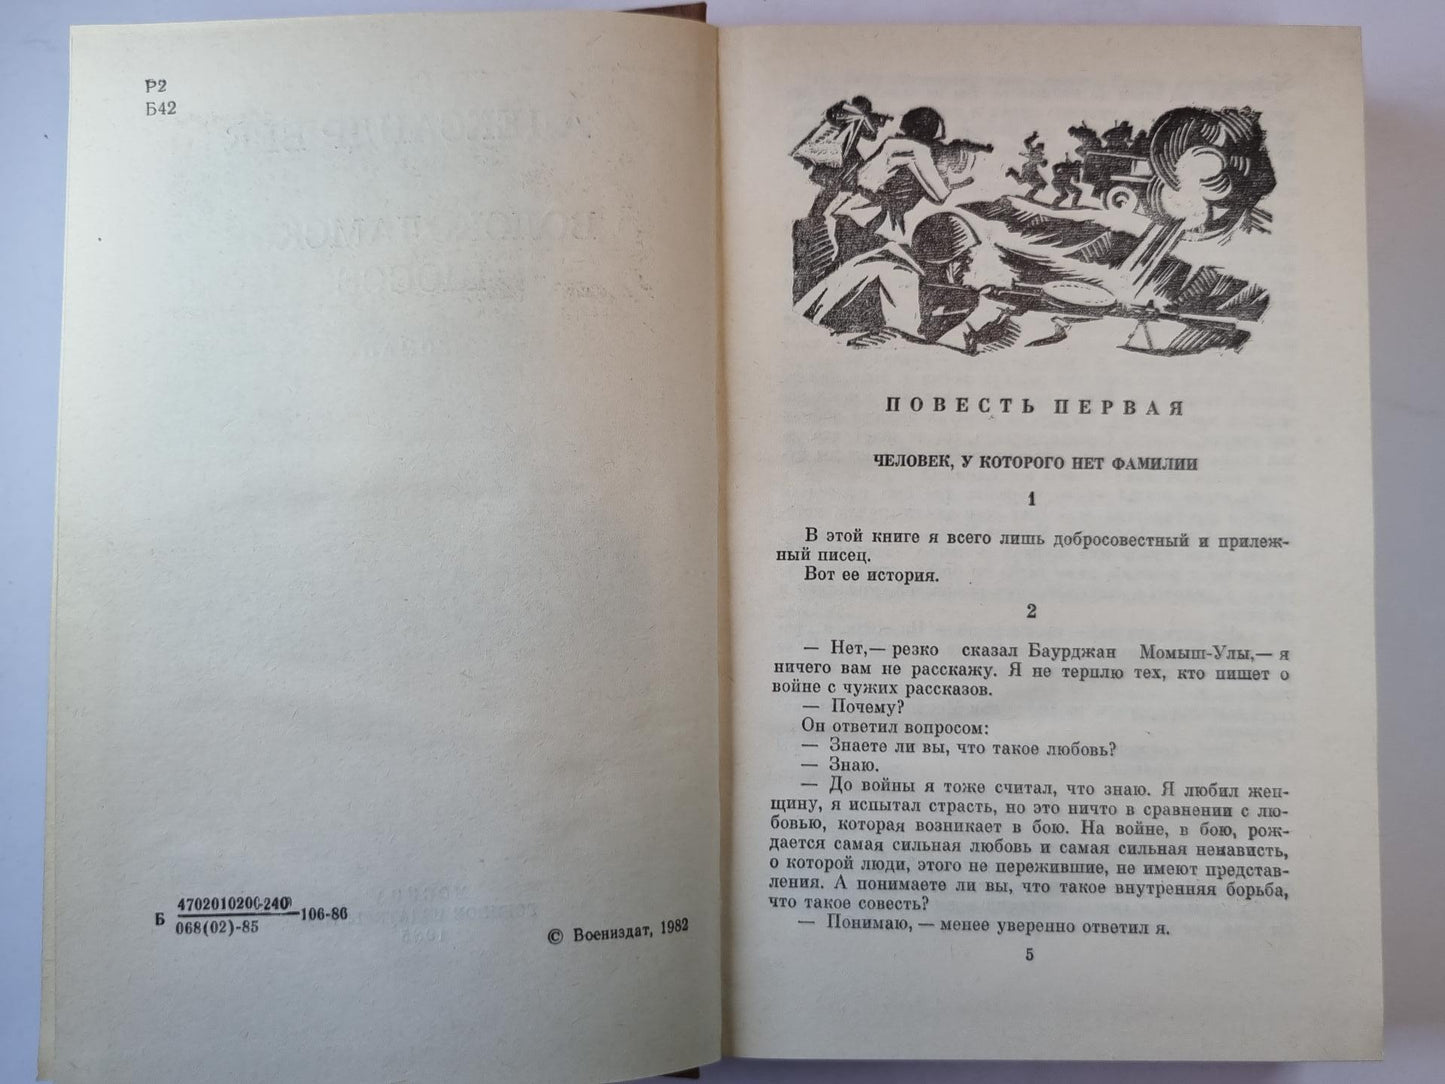 Р2
Б42
Б 4702010200-240 106-86
068(02)-85
© Воениздат, 1982
ПОВЕСТЬ ПЕРВАЯ
ЧЕЛОВЕК, У КОТОРОГО НЕТ ФАМИЛИИ
1
В этой книге я всего лишь добросовестный и прилеж-
ный писец.
Вот ее история.
2
— Нет,— резко сказал Баурджан Момыш-Улы,— я
ничего вам не расскажу. Я не терплю тех, кто пишет о
войне с чужих рассказов.
— Почему?
Он ответил вопросом:
— Знаете ли вы, что такое любовь?
— Знаю.
— До войны я тоже считал, что знаю. Я любил жен-
щину, я испытал страсть, но это ничто в сравнении с лю-
бовью, которая возникает в бою. На войне, в бою, рож-
дается самая сильная любовь и самая сильная ненависть,
о которой люди, этого не пережившие, не имеют представ-
ления. А понимаете ли вы, что такое внутренняя борьба,
что такое совесть?
— Понимаю, — менее уверенно ответил я.
5